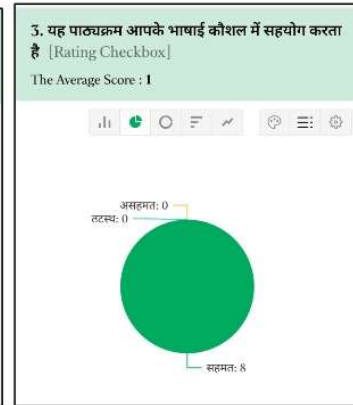 3. यह पाठ्यक्रम आपके भाषाई कौशल में सहयोग करता
है [Rating Checkbox]
The Average Score : 1
असहमत: 0
तटस्थ: 0
सहमत: 8